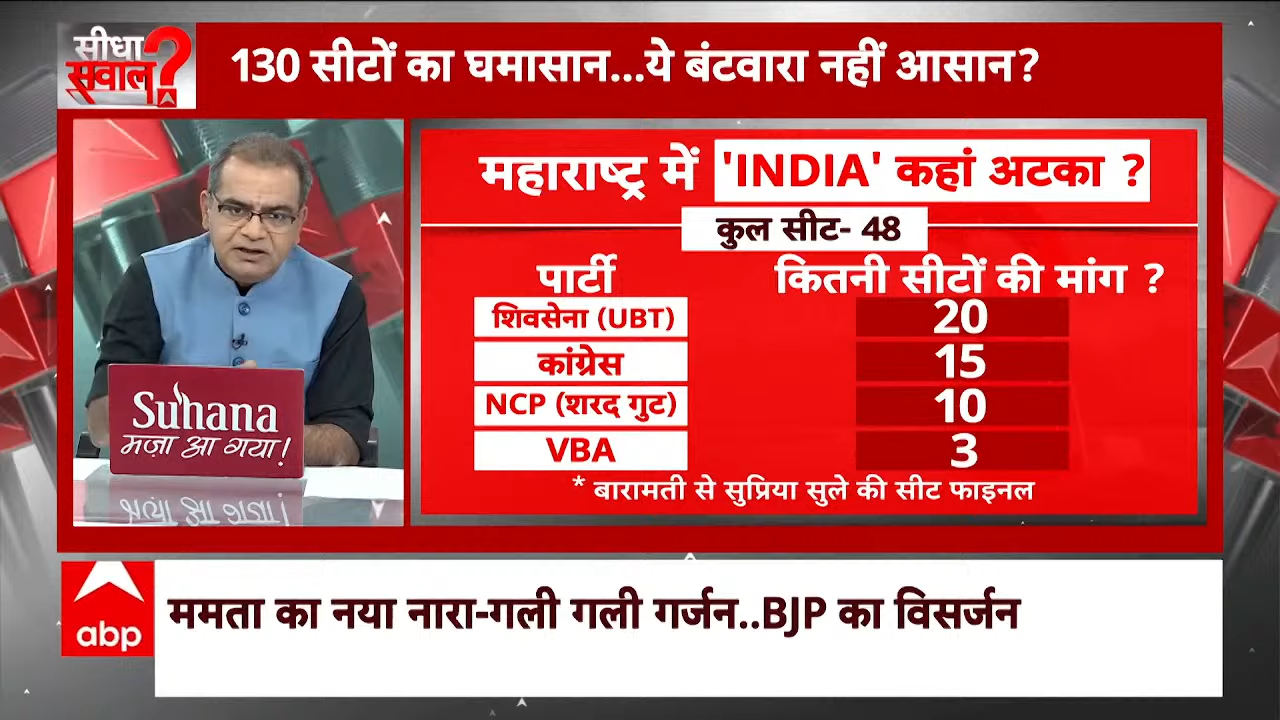 सीधा
सवाल?
130 सीटों का घमासान...ये बंटवारा नहीं आसान?
महाराष्ट्र में 'INDIA' कहां अटका ?
कुल सीट- 48
पार्टी कितनी सीटों की मांग ?
शिवसेना (UBT) 20
कांग्रेस 15
NCP (शरद गुट) 10
VBA 3
* बारामती से सुप्रिया सुले की सीट फाइनल
Suhana
मज़ा आ गया!
abp
ममता का नया नारा-गली गली गर्जन..BJP का विसर्जन